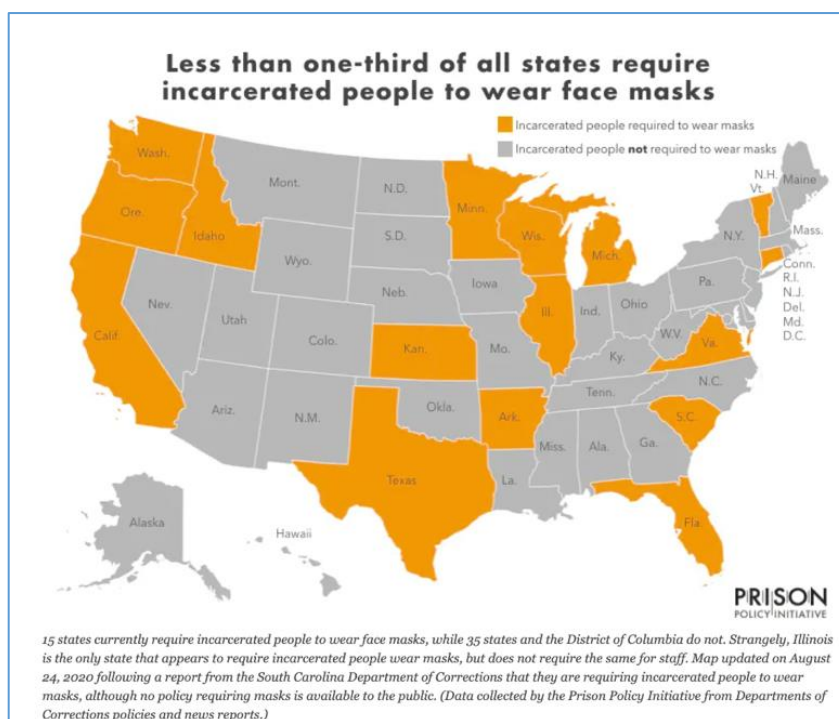 Less than one-third of all states require
incarcerated people to wear face masks
Incarcerated people required to wear masks
Incarcerated people not required to wear masks
Wash.
Ore.
Calif.
Idaho
Nev.
Mont.
Wyo.
Utah
Ariz.
Colo.
N.M.
N.D.
S.D.
Neb.
Kan.
Okla.
Texas
Minn.
Iowa
Mo.
Ark.
La.
Wis.
Ill.
Mich.
Ind.
Ohio
Ky.
Tenn.
Miss.
Ala.
Ga.
Fla.
S.C.
N.C.
Va.
W.V.
Pa.
N.Y.
N.H.
Vt.
Maine
Mass.
Conn.
R.I.
N.J.
Del.
Md.
D.C.
Alaska
Hawaii
PRISON
POLICY INITIATIVE
15 states currently require incarcerated people to wear face masks, while 35 states and the District of Columbia do not. Strangely, Illinois
is the only state that appears to require incarcerated people wear masks, but does not require the same for staff. Map updated on August
24, 2020 following a report from the South Carolina Department of Corrections that they are requiring incarcerated people to wear
masks, although no policy requiring masks is available to the public. (Data collected by the Prison Policy Initiative from Departments of
Corrections policies and news reports.)